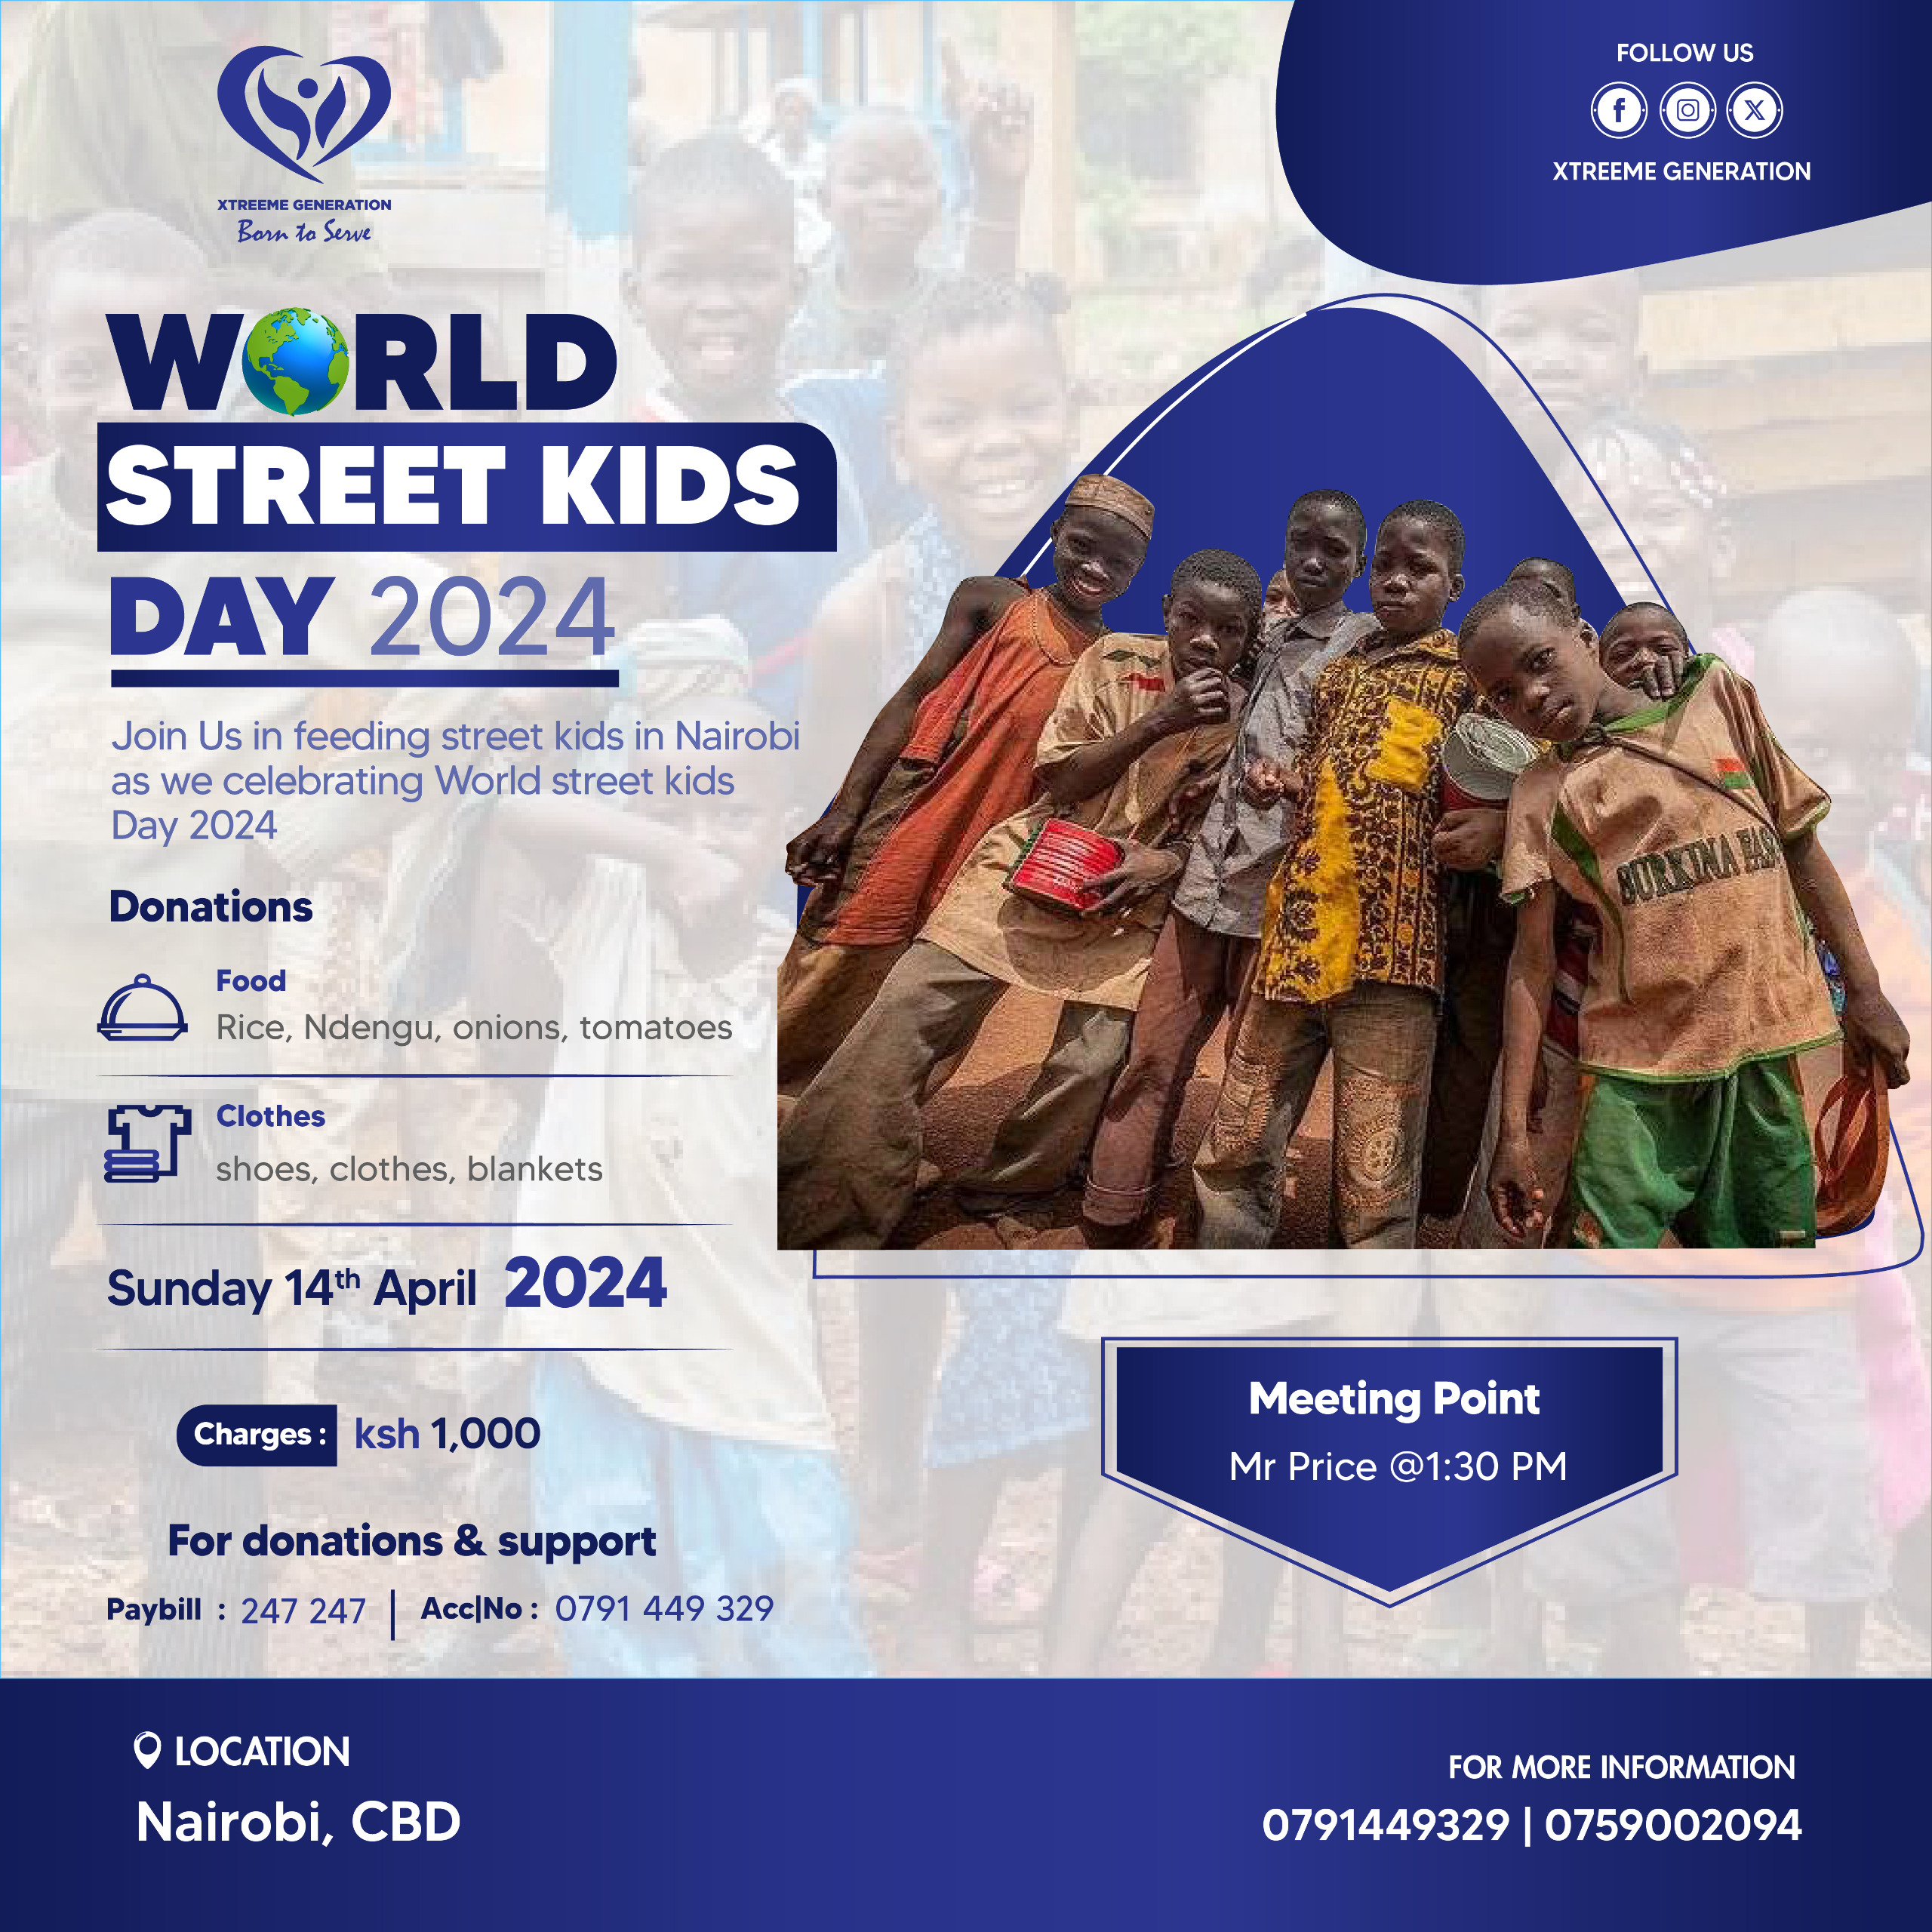 XTREEME GENERATION
Born to Serve
FOLLOW US
XTREEME GENERATION
WORLD
STREET KIDS
DAY 2024
Join Us in feeding street kids in Nairobi
as we celebrating World street kids
Day 2024
Donations
Food
Rice, Ndengu, onions, tomatoes
Clothes
shoes, clothes, blankets
Sunday 14th April 2024
Charges : ksh 1,000
For donations & support
Paybill : 247 247 | Acc|No : 0791 449 329
BURKINA FAS
Meeting Point
Mr Price @1:30 PM
LOCATION
Nairobi, CBD
FOR MORE INFORMATION
0791449329 | 0759002094